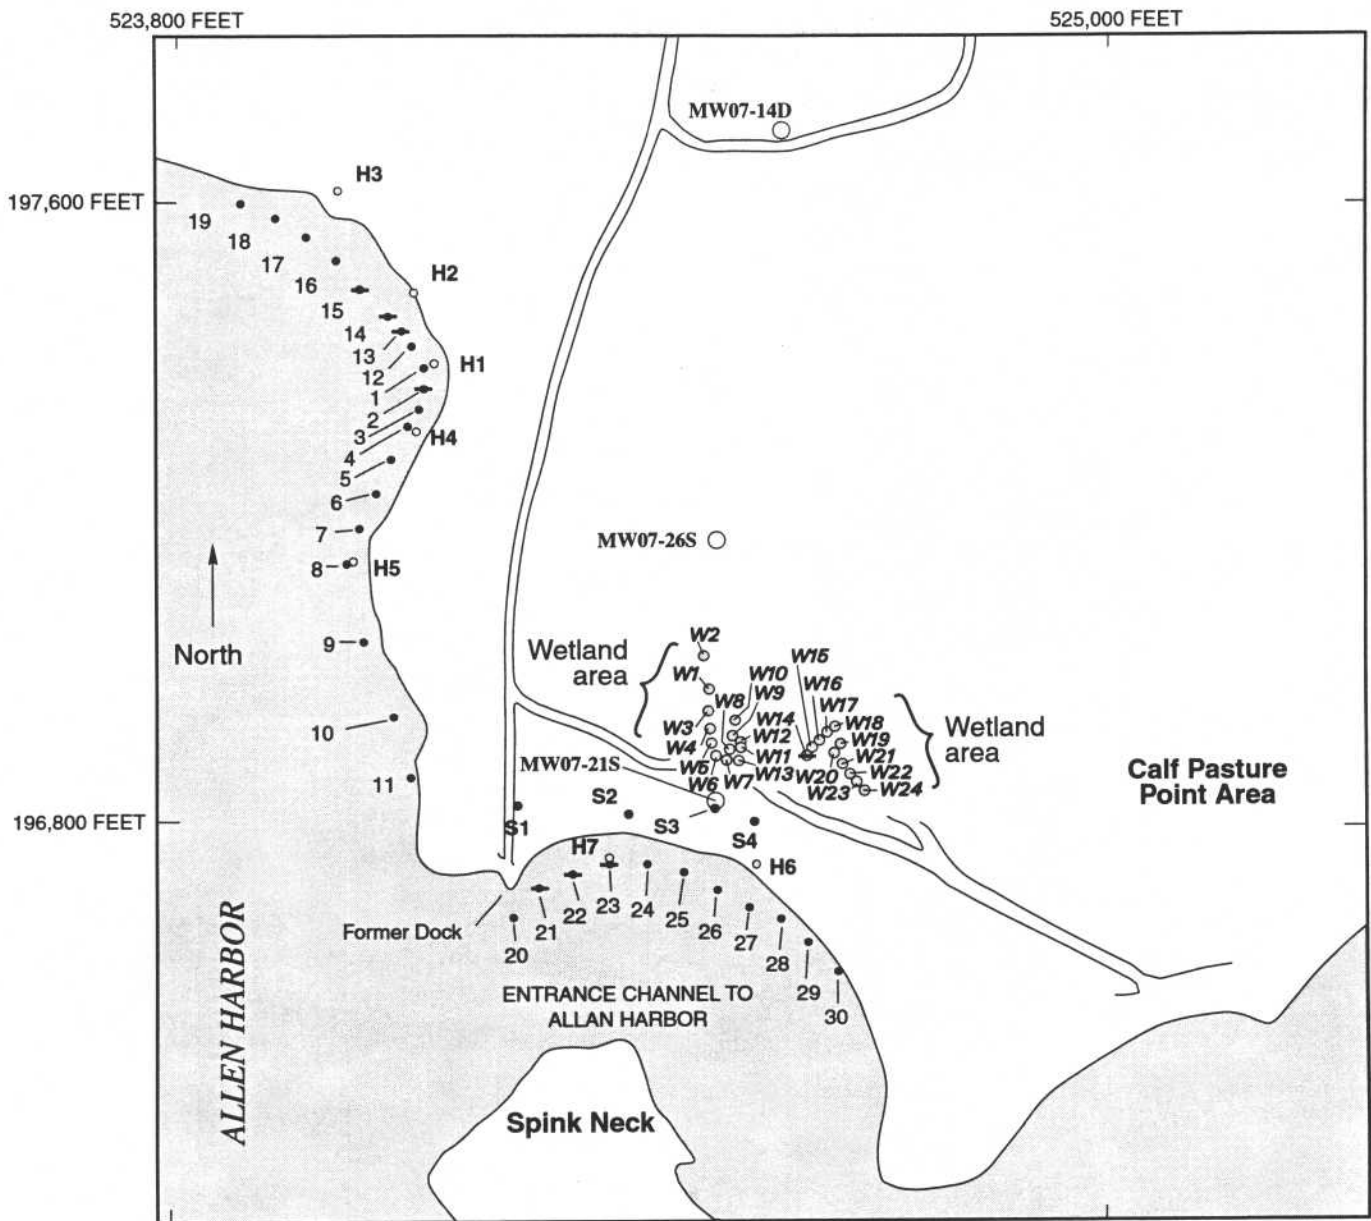 523,800 FEET
525,000 FEET
MW07-14D
H3
197,600 FEET
19
18
17
16
H2
15
14
13
H1
12
1
2
3
H4
4
5
6
7
MW07-26S
8
H5
North
9
Wetland
area
W2
W1
W15
W10
W16
W8
W9
W17
W14
W18
W3
W12
W19
Wetland
area
10
W4
W11
W21
W5
W13
W20
W22
W6
W7
W23
W24
MW07-21S
11
Calf Pasture
Point Area
S2
S3
196,800 FEET
S1
S4
H7
H6
23
24
22
25
21
26
27
Former Dock
20
28
29
30
ENTRANCE CHANNEL TO
ALLAN HARBOR
ALLEN HARBOR
Spink Neck